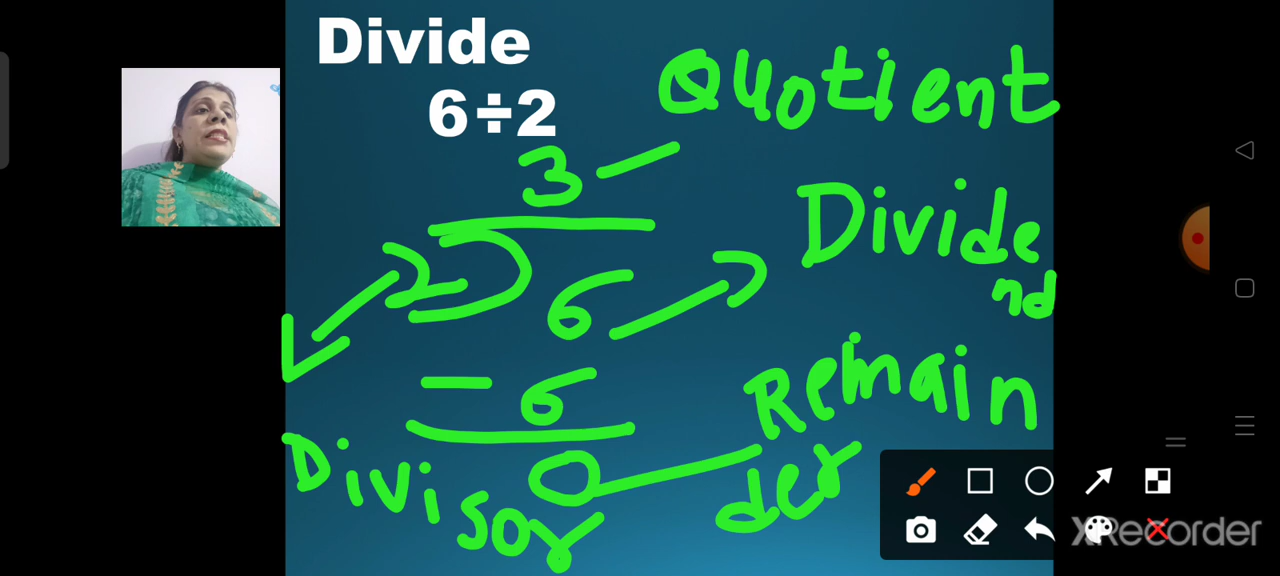 Divide
6÷2
Quotient
3
Divide
nd
2
6
Remain
- 6
der
Divisor
0
XRecorder